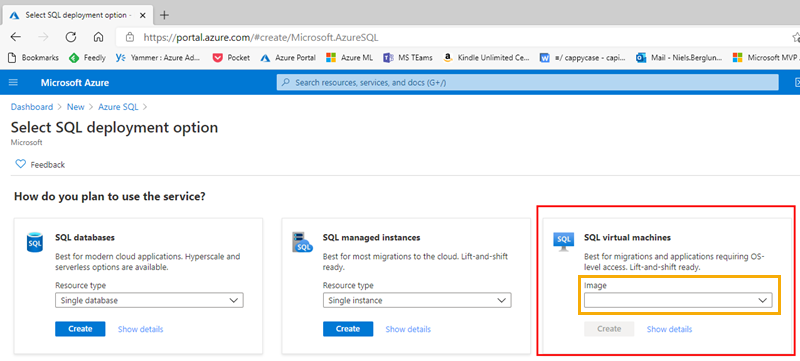 Select SQL deployment option -
https://portal.azure.com/#create/Microsoft.AzureSQL
Bookmarks Feedly Yammer : Azure Ad... Pocket Azure Portal Azure ML MS TEams Kindle Unlimited Ce... =/ cappycase - capi... Mail - Niels.Berglun... Microsoft MVP
Microsoft Azure
Search resources, services, and docs (G+/)
Dashboard > New > Azure SQL >
Select SQL deployment option
Microsoft
Feedback
How do you plan to use the service?
SQL
SQL databases
Best for modern cloud applications. Hyperscale and
serverless options are available.
Resource type
Single database
Create Show details
SQL
SQL managed instances
Best for most migrations to the cloud. Lift-and-shift
ready.
Resource type
Single instance
Create Show details
SQL
SQL virtual machines
Best for migrations and applications requiring OS-
level access. Lift-and-shift ready.
Image
Create Show details